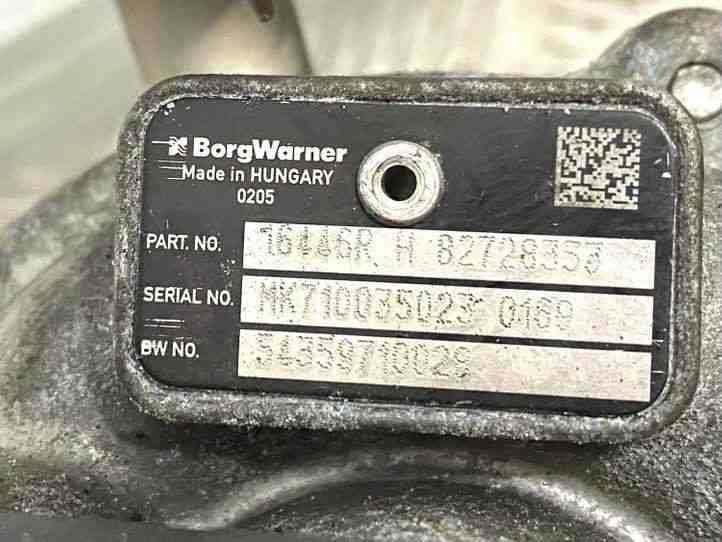 BorgWarner
Made in HUNGARY
0205
PART. NO. 16446R H 82728353
SERIAL NO. MK710035023 0169
BW NO. 54359710029